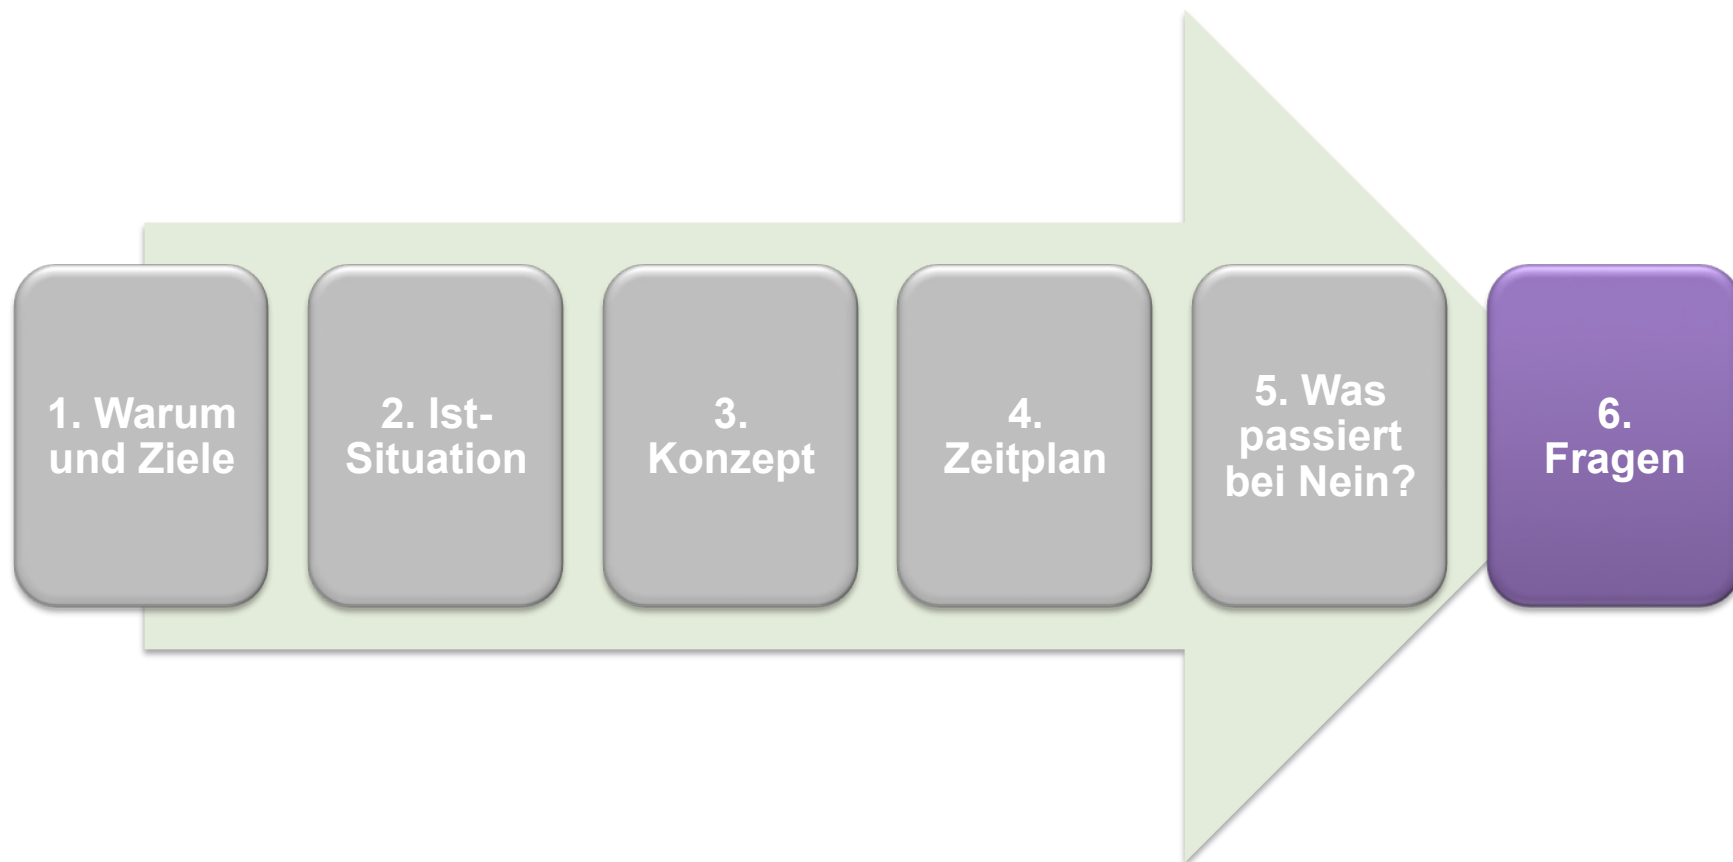 1. Warum
und Ziele
2. Ist-
Situation
3.
Konzept
4.
Zeitplan
5. Was
passiert
bei Nein?
6.
Fragen